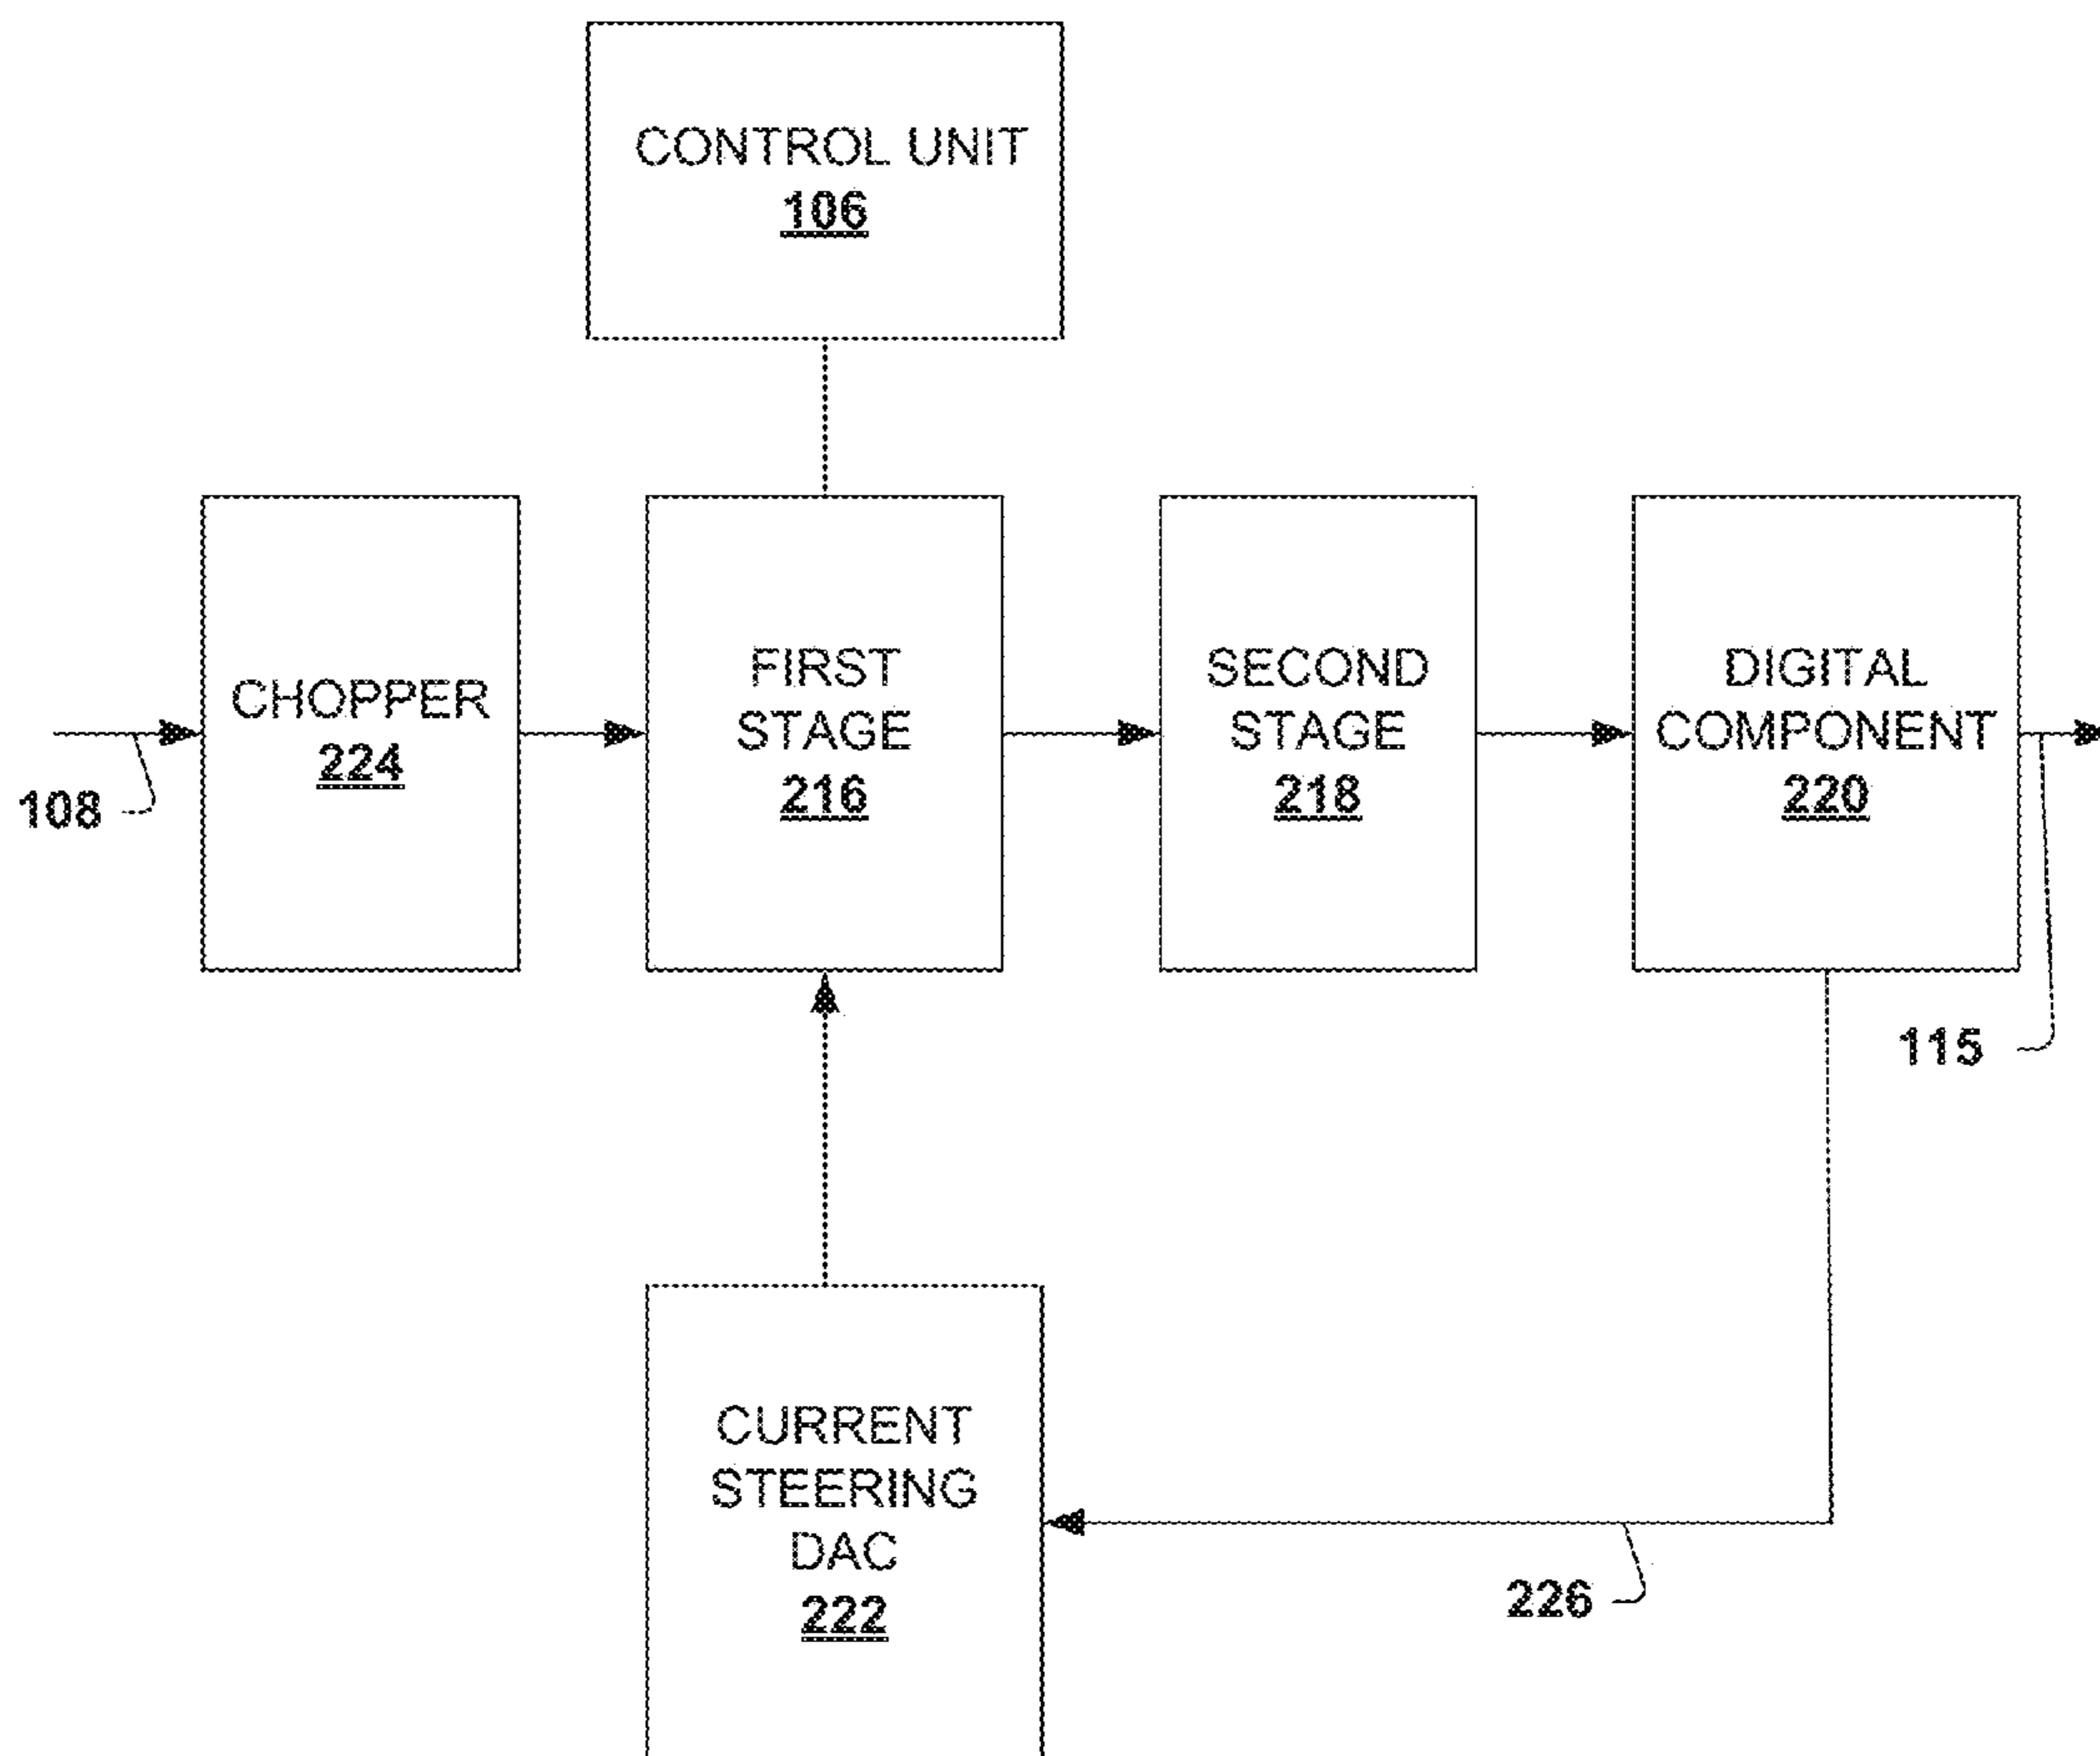 CONTROL UNIT
106
CHOPPER
224
FIRST
STAGE
216
SECOND
STAGE
218
DIGITAL
COMPONENT
220
108
115
CURRENT
STEERING
DAC
222
226